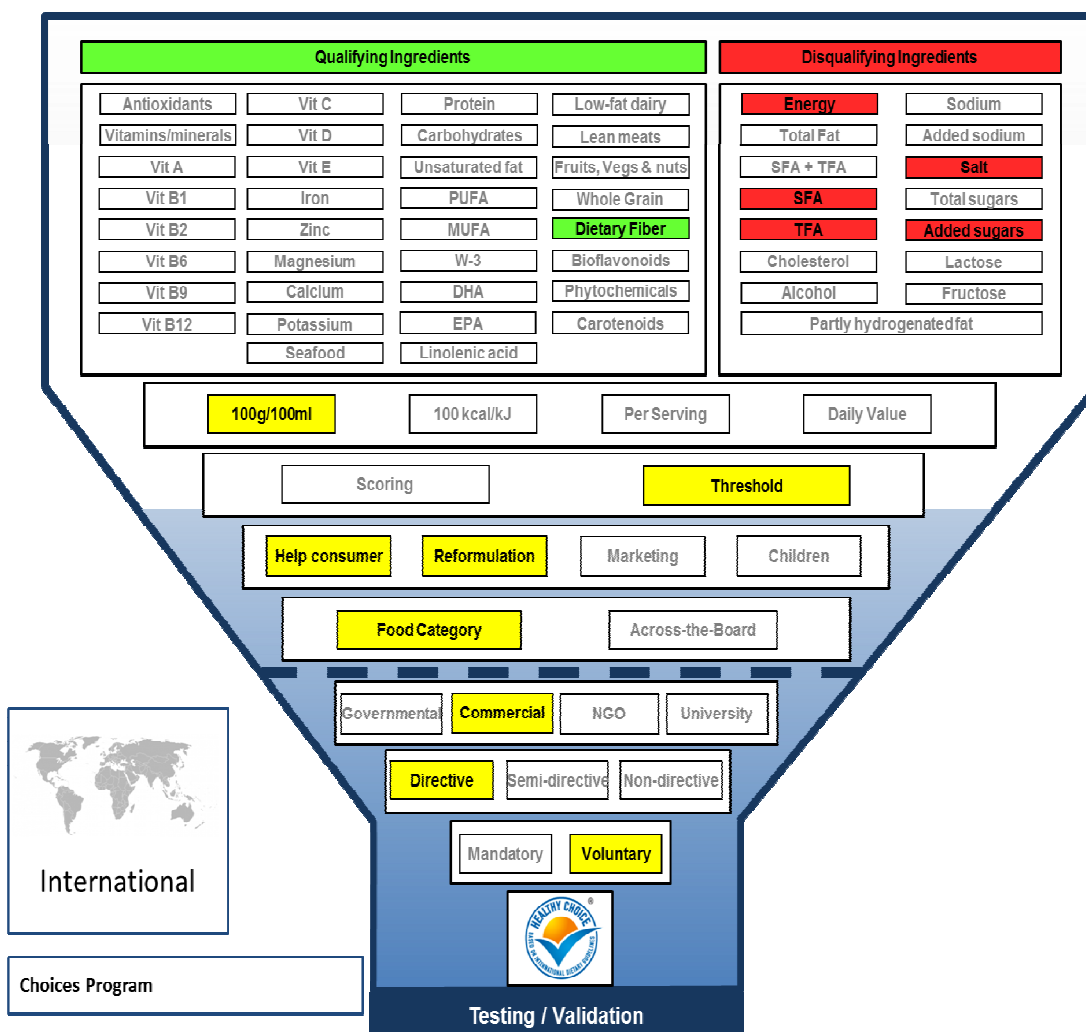 Qualifying Ingredients
Disqualifying Ingredients
Antioxidants Vit C Protein Low-fat dairy
Vitamins/minerals Vit D Carbohydrates Lean meats
Vit A Vit E Unsaturated fat Fruits, Vegs & nuts
Vit B1 Iron PUFA Whole Grain
Vit B2 Zinc MUFA Dietary Fiber
Vit B6 Magnesium W-3 Bioflavonoids
Vit B9 Calcium DHA Phytochemicals
Vit B12 Potassium EPA Carotenoids
Seafood Linolenic acid
Energy Sodium
Total Fat Added sodium
SFA + TFA Salt
SFA Total sugars
TFA Added sugars
Cholesterol Lactose
Alcohol Fructose
Partly hydrogenated fat
100g/100ml 100 kcal/kJ Per Serving Daily Value
Scoring Threshold
Help consumer Reformulation Marketing Children
Food Category Across-the-Board
Governmental Commercial NGO University
Directive Semi-directive Non-directive
Mandatory Voluntary
HEALTHY CHOICE ®
BASED ON INTERNATIONAL DIETARY GUIDELINES
International
Choices Program
Testing / Validation